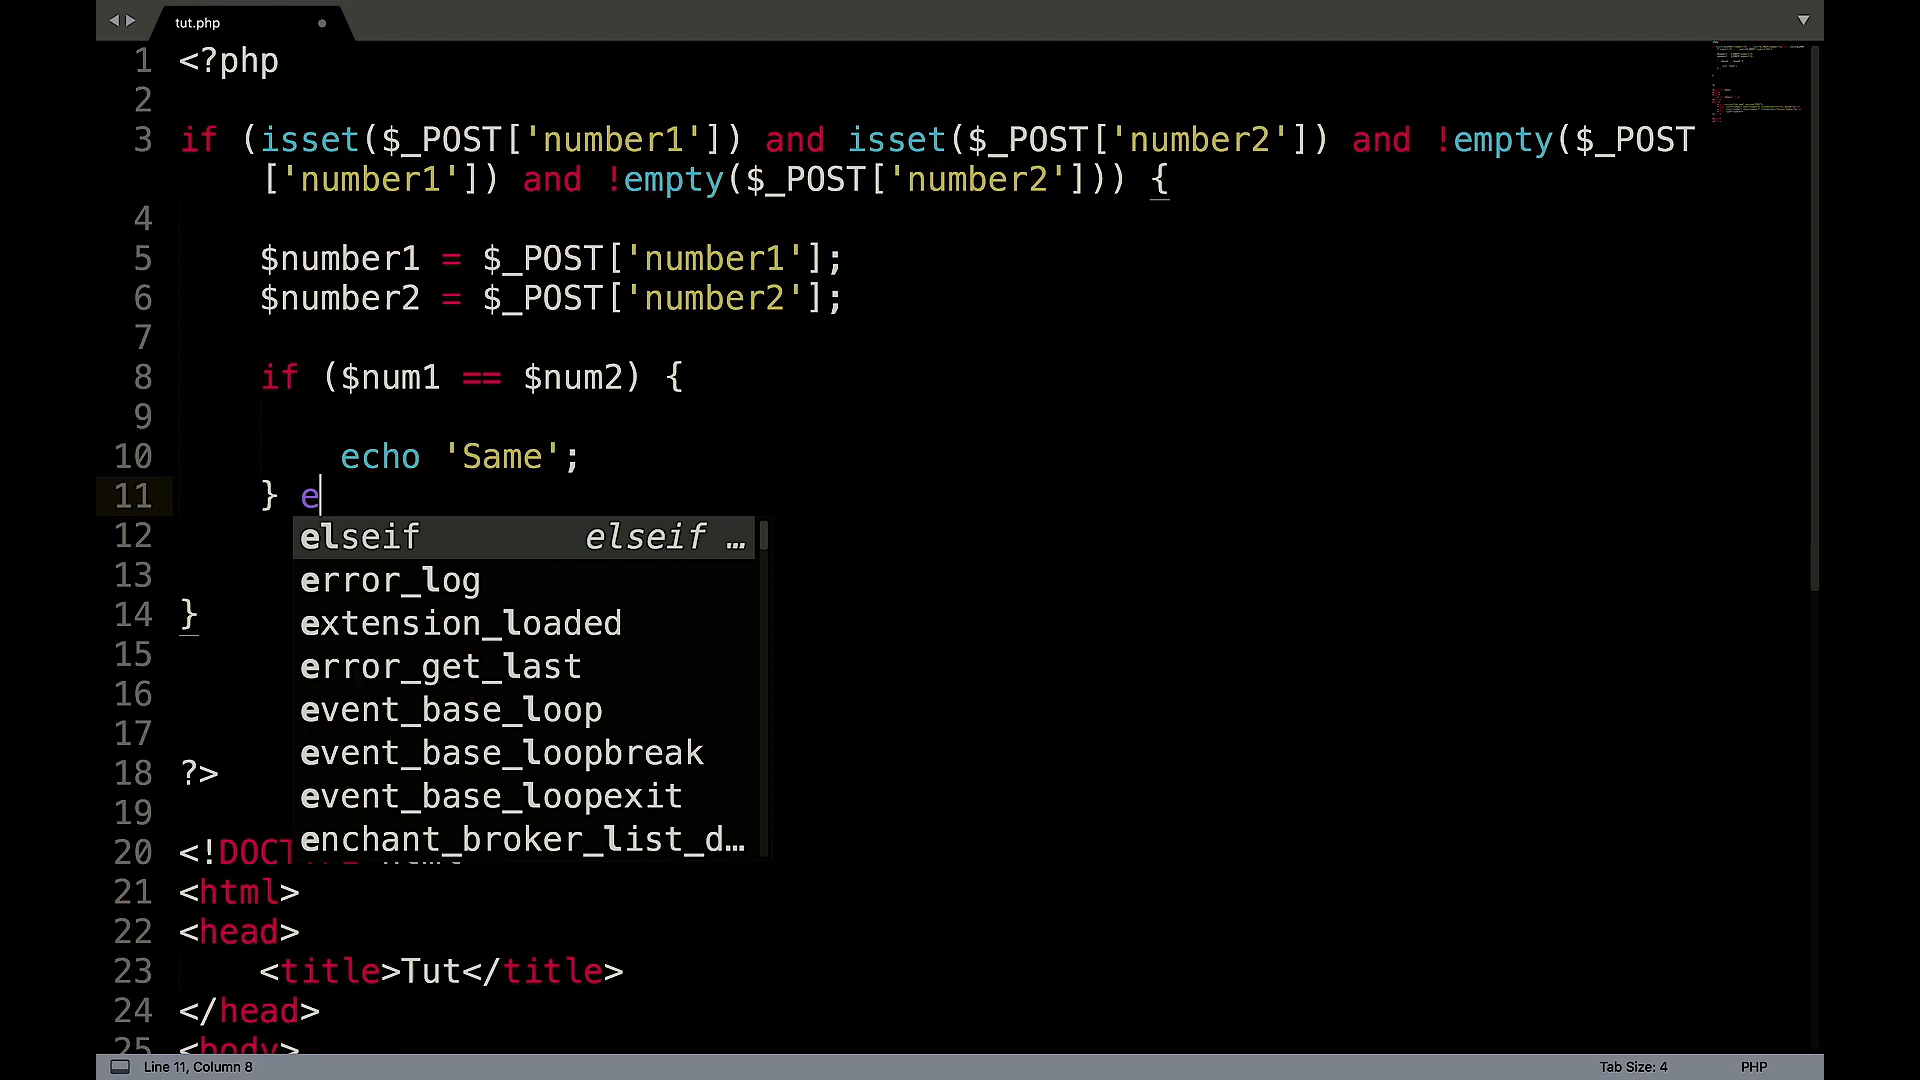 tut.php
1 <?php
2
3 if (isset($_POST['number1']) and isset($_POST['number2']) and !empty($_POST
['number1']) and !empty($_POST['number2'])) {
4
5 $number1 = $_POST['number1'];
6 $number2 = $_POST['number2'];
7
8 if ($num1 == $num2) {
9
10 echo 'Same';
11 } e
12 elseif elseif …
13 error_log
extension_loaded
14 }
15 error_get_last
16 event_base_loop
17 event_base_loopbreak
18 ?> event_base_loopexit
19 enchant_broker_list_d…
20 <!DOCT
21 <html>
22 <head>
23 <title>Tut</title>
24 </head>
25 <body>
Line 11, Column 8
Tab Size: 4
PHP